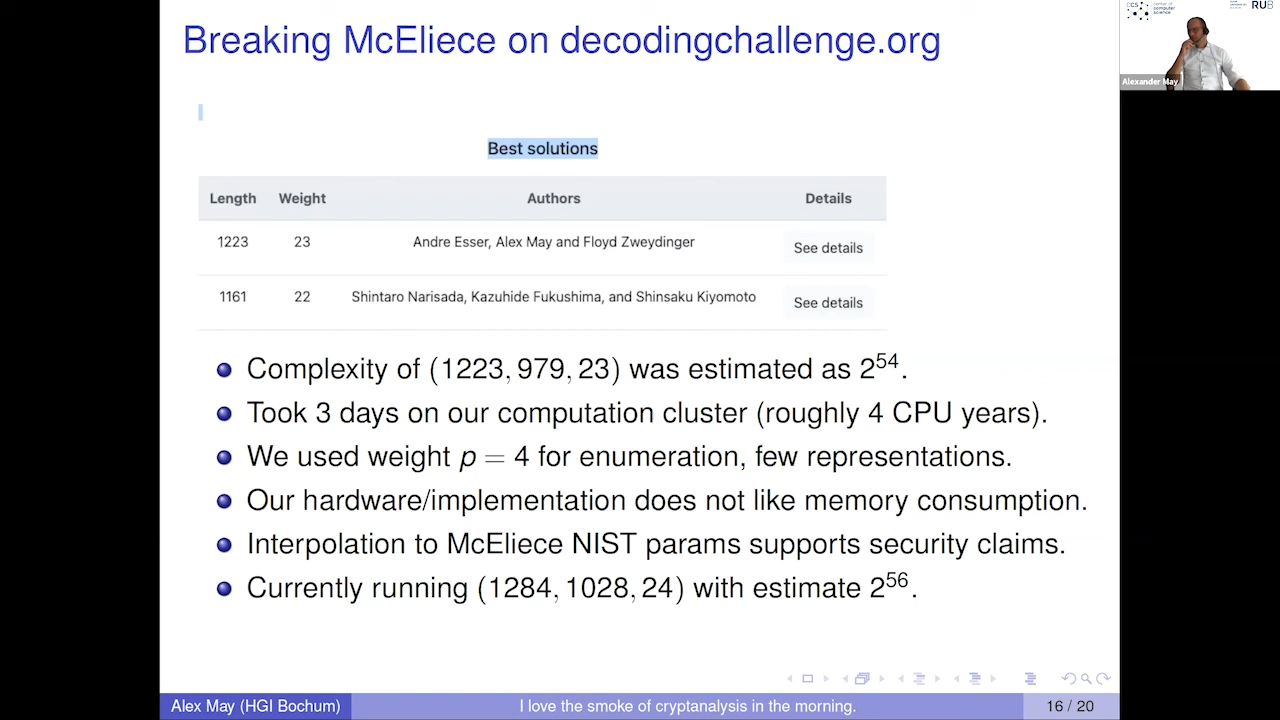 Breaking McEliece on decodingchallenge.org
Best solutions
Length Weight Authors Details
1223 23 Andre Esser, Alex May and Floyd Zweydinger See details
1161 22 Shintaro Narisada, Kazuhide Fukushima, and Shinsaku Kiyomoto See details
Complexity of (1223, 979, 23) was estimated as 2^54.
Took 3 days on our computation cluster (roughly 4 CPU years).
We used weight p = 4 for enumeration, few representations.
Our hardware/implementation does not like memory consumption.
Interpolation to McEliece NIST params supports security claims.
Currently running (1284, 1028, 24) with estimate 2^56.
Alex May (HGI Bochum) I love the smoke of cryptanalysis in the morning. 16 / 20
center of
computer
science
RUB
Alexander May